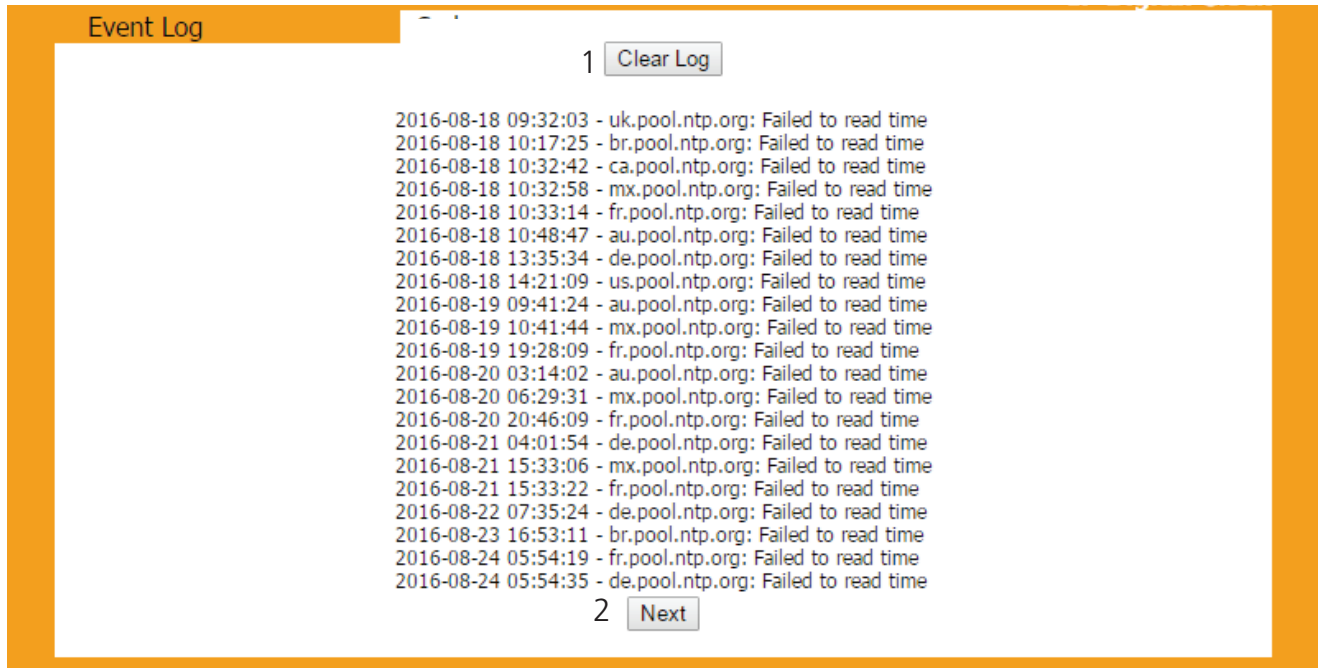 Event Log
1 Clear Log
2016-08-18 09:32:03 - uk.pool.ntp.org: Failed to read time
2016-08-18 10:17:25 - br.pool.ntp.org: Failed to read time
2016-08-18 10:32:42 - ca.pool.ntp.org: Failed to read time
2016-08-18 10:32:58 - mx.pool.ntp.org: Failed to read time
2016-08-18 10:33:14 - fr.pool.ntp.org: Failed to read time
2016-08-18 10:48:47 - au.pool.ntp.org: Failed to read time
2016-08-18 13:35:34 - de.pool.ntp.org: Failed to read time
2016-08-18 14:21:09 - us.pool.ntp.org: Failed to read time
2016-08-19 09:41:24 - au.pool.ntp.org: Failed to read time
2016-08-19 10:41:44 - mx.pool.ntp.org: Failed to read time
2016-08-19 19:28:09 - fr.pool.ntp.org: Failed to read time
2016-08-20 03:14:02 - au.pool.ntp.org: Failed to read time
2016-08-20 06:29:31 - mx.pool.ntp.org: Failed to read time
2016-08-20 20:46:09 - fr.pool.ntp.org: Failed to read time
2016-08-21 04:01:54 - de.pool.ntp.org: Failed to read time
2016-08-21 15:33:06 - mx.pool.ntp.org: Failed to read time
2016-08-21 15:33:22 - fr.pool.ntp.org: Failed to read time
2016-08-22 07:35:24 - de.pool.ntp.org: Failed to read time
2016-08-23 16:53:11 - br.pool.ntp.org: Failed to read time
2016-08-24 05:54:19 - fr.pool.ntp.org: Failed to read time
2016-08-24 05:54:35 - de.pool.ntp.org: Failed to read time
2 Next